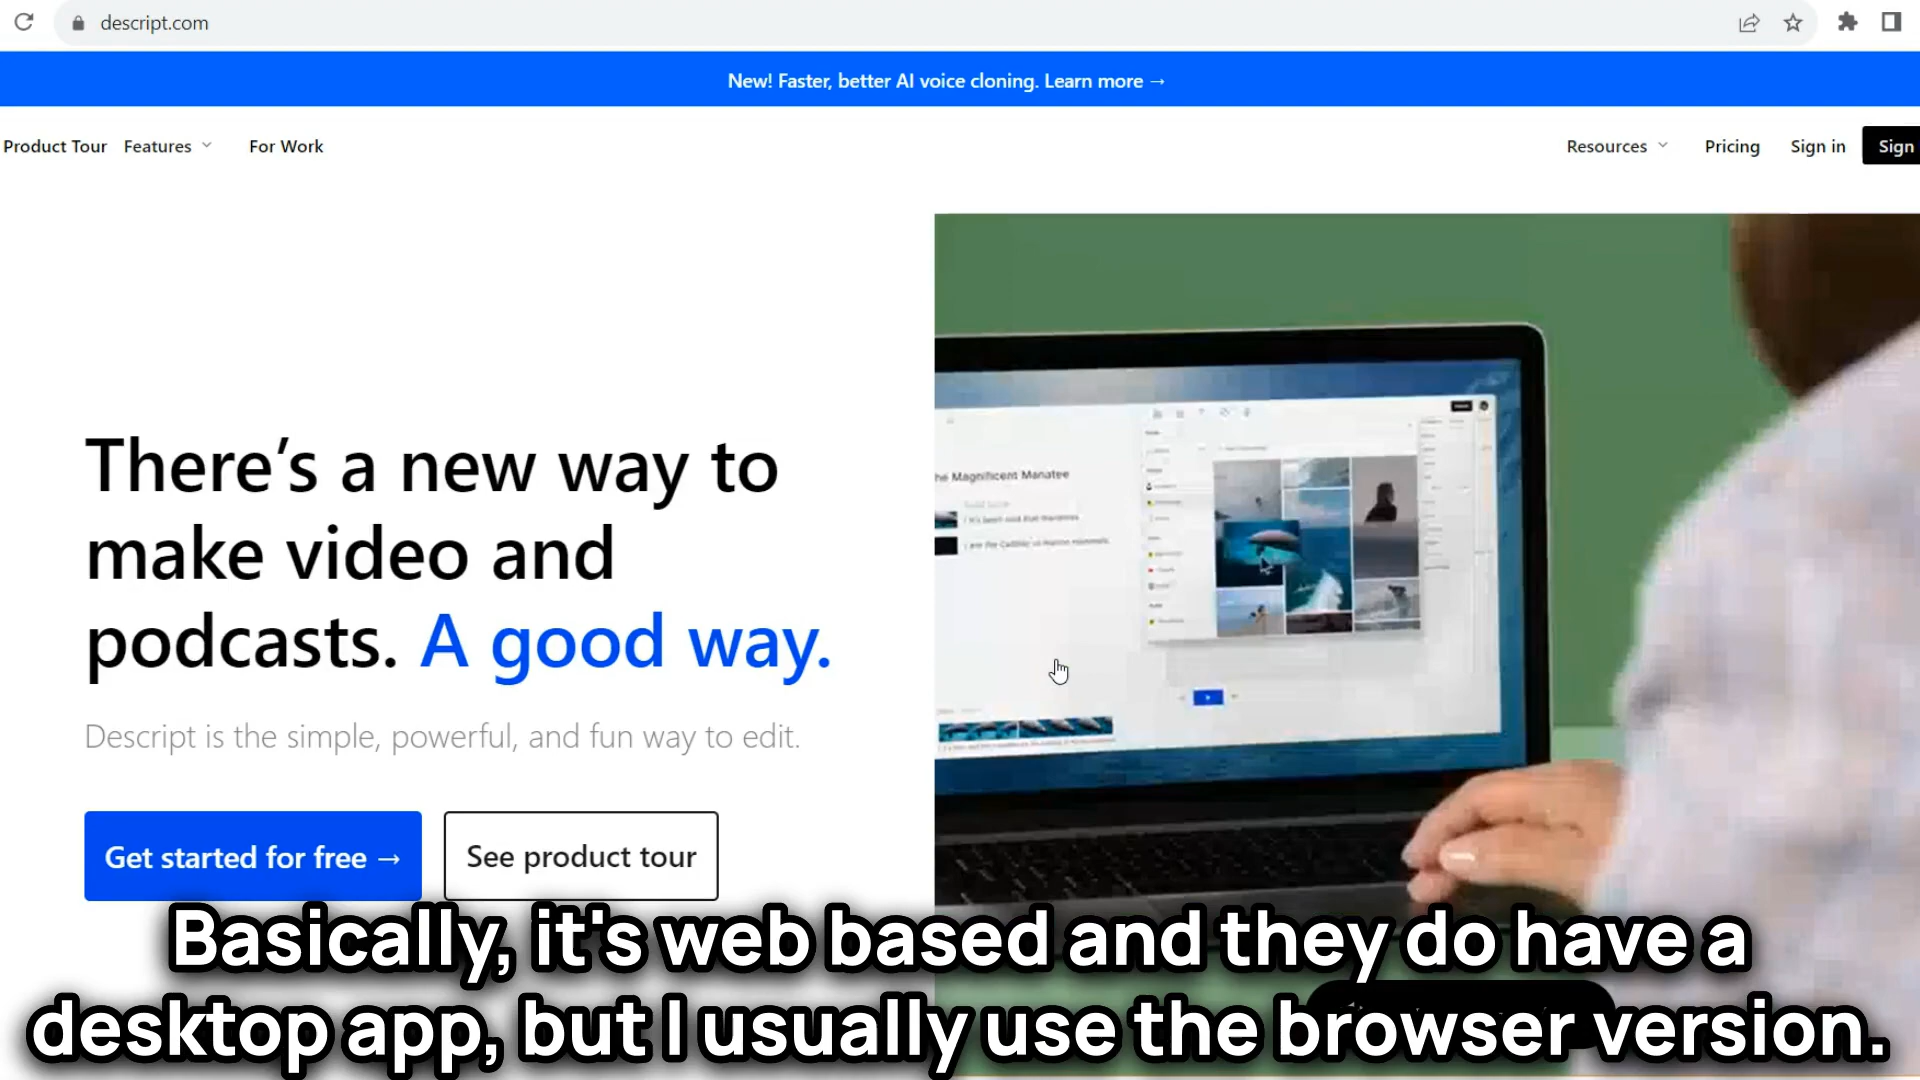 descript.com
New! Faster, better AI voice cloning. Learn more →
Product Tour Features For Work Resources Pricing Sign in Sign
There's a new way to
make video and
podcasts. A good way.
Descript is the simple, powerful, and fun way to edit.
Get started for free → See product tour
he Magnificent Manatee
Basically, it's web based and they do have a
desktop app, but I usually use the browser version.